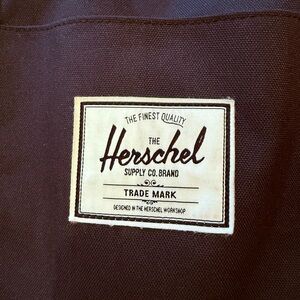 THE FINEST QUALITY
THE
Herschel
SUPPLY CO. BRAND
TRADE MARK
DESIGNED IN THE HERSCHEL WORKSHOP